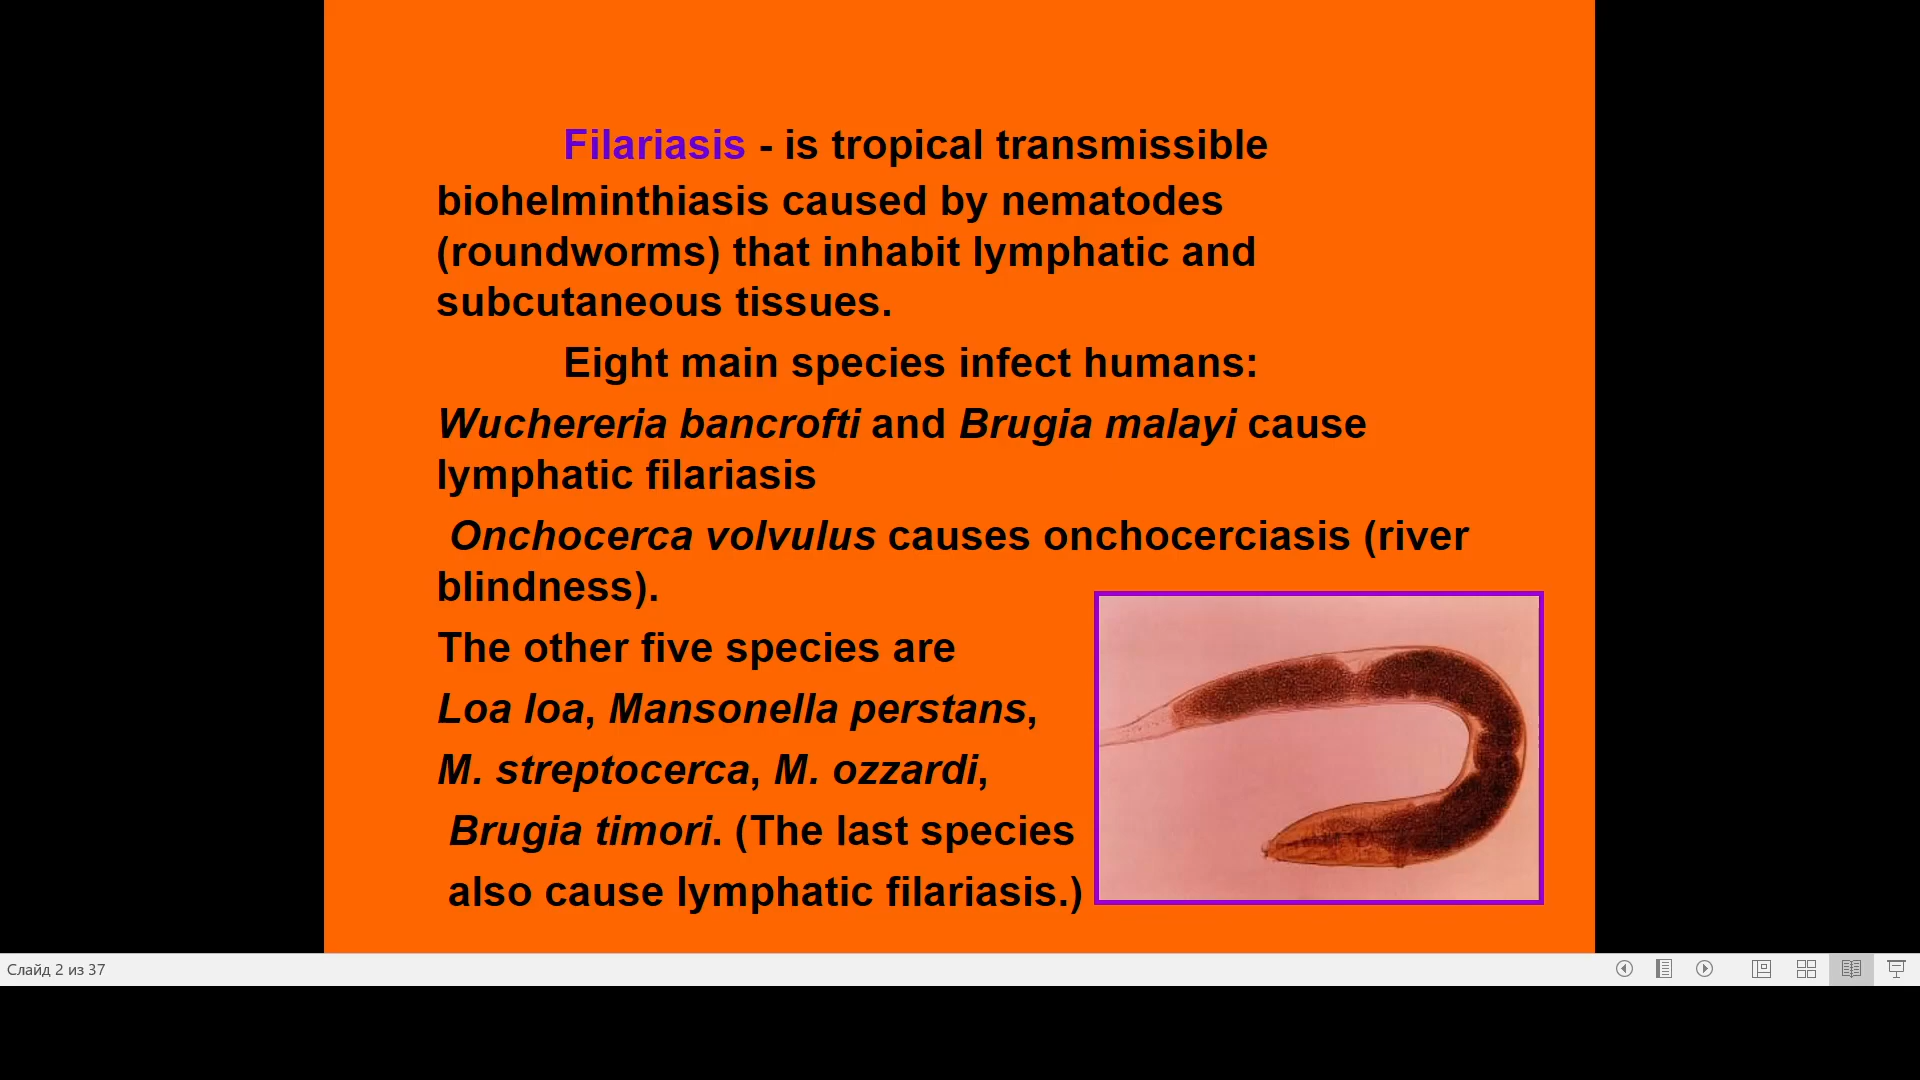 Filariasis - is tropical transmissible
biohelminthiasis caused by nematodes
(roundworms) that inhabit lymphatic and
subcutaneous tissues.
Eight main species infect humans:
Wuchereria bancrofti and Brugia malayi cause
lymphatic filariasis
Onchocerca volvulus causes onchocerciasis (river
blindness).
The other five species are
Loa loa, Mansonella perstans,
M. streptocerca, M. ozzardi,
Brugia timori. (The last species
also cause lymphatic filariasis.)
Слайд 2 из 37